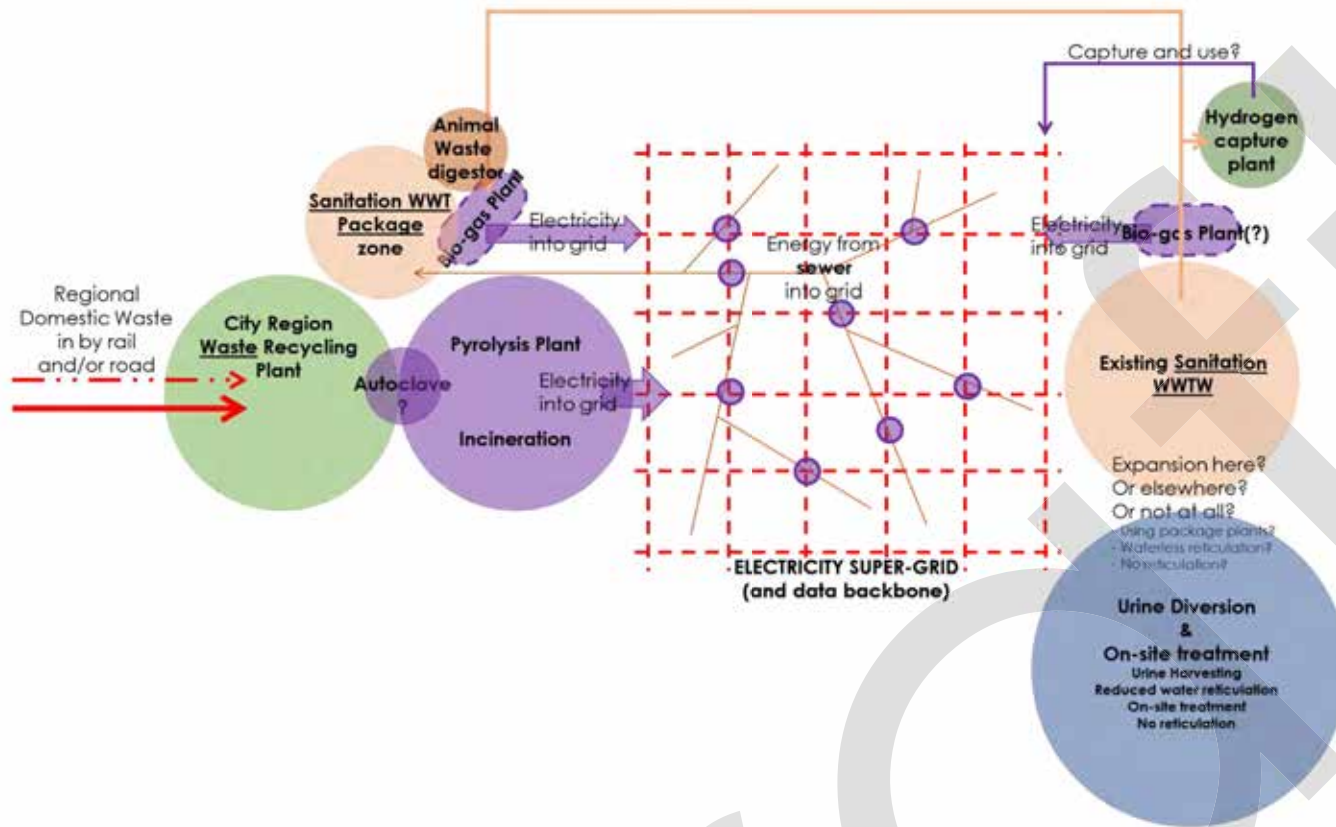 Capture and use?
Hydrogen
capture
plant
Animal
Waste
digestor
Bio-gas Plant
Sanitation WWT
Package
zone
Electricity
into grid
Energy from
sewer
into grid
Electricity
into grid
Bio-gas Plant(?)
Regional
Domestic Waste
in by rail
and/or road
City Region
Waste Recycling
Plant
Autoclave
?
Pyrolysis Plant
Incineration
Electricity
into grid
Existing Sanitation
WWTW
Expansion here?
Or elsewhere?
Or not at all?
- Using package plants?
- Waterless reticulation?
- No reticulation?
ELECTRICITY SUPER-GRID
(and data backbone)
Urine Diversion
&
On-site treatment
Urine Harvesting
Reduced water reticulation
On-site treatment
No reticulation